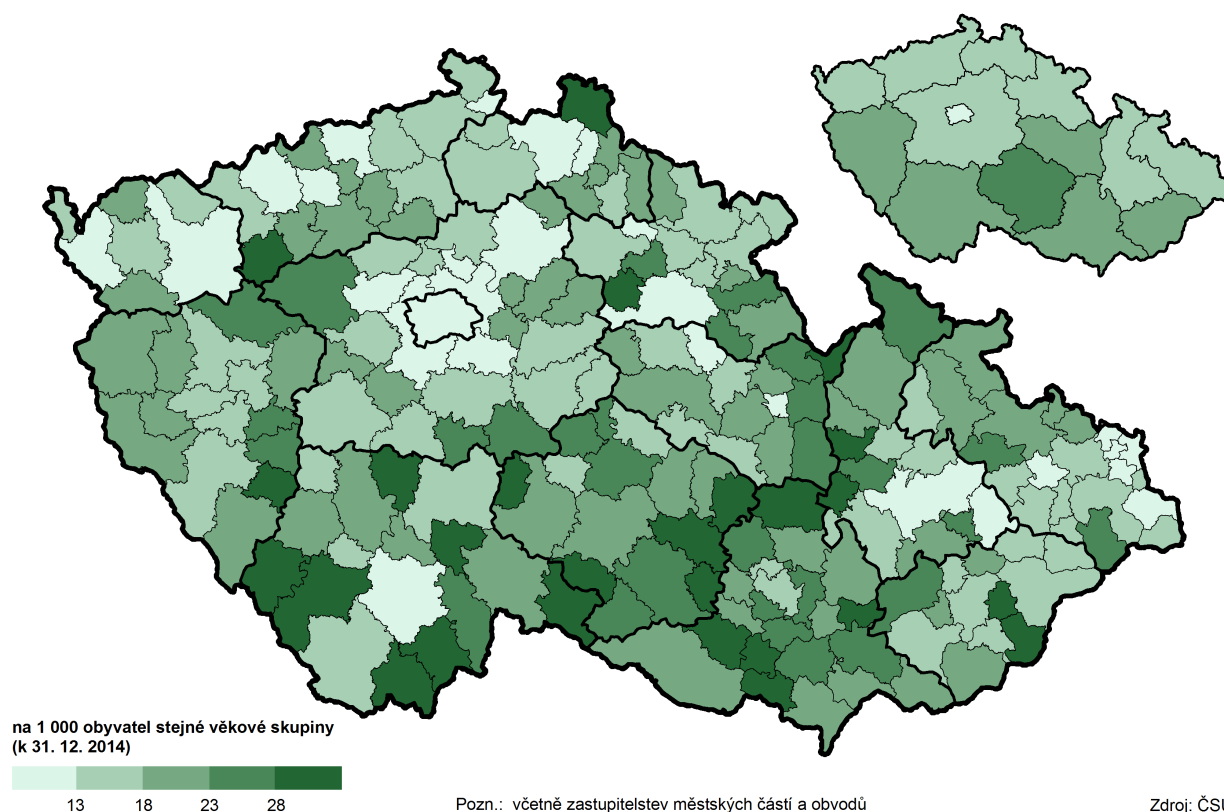 na 1 000 obyvatel stejné věkové skupiny
(k 31. 12. 2014)
13 18 23 28
Pozn.: včetně zastupitelstev městských částí a obvodů
Zdroj: ČSÚ